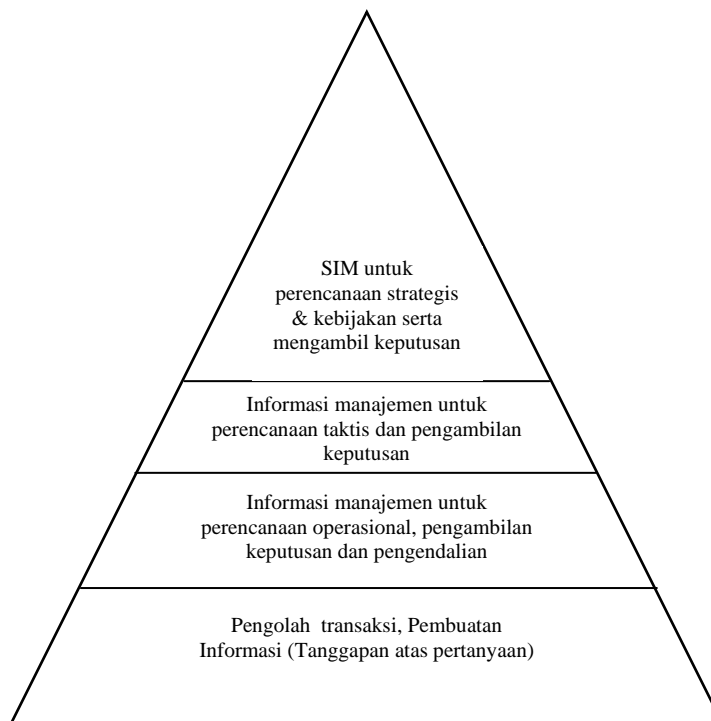 SIM untuk
perencanaan strategis
& kebijakan serta
mengambil keputusan
Informasi manajemen untuk
perencanaan taktis dan pengambilan
keputusan
Informasi manajemen untuk
perencanaan operasional, pengambilan
keputusan dan pengendalian
Pengolah transaksi, Pembuatan
Informasi (Tanggapan atas pertanyaan)